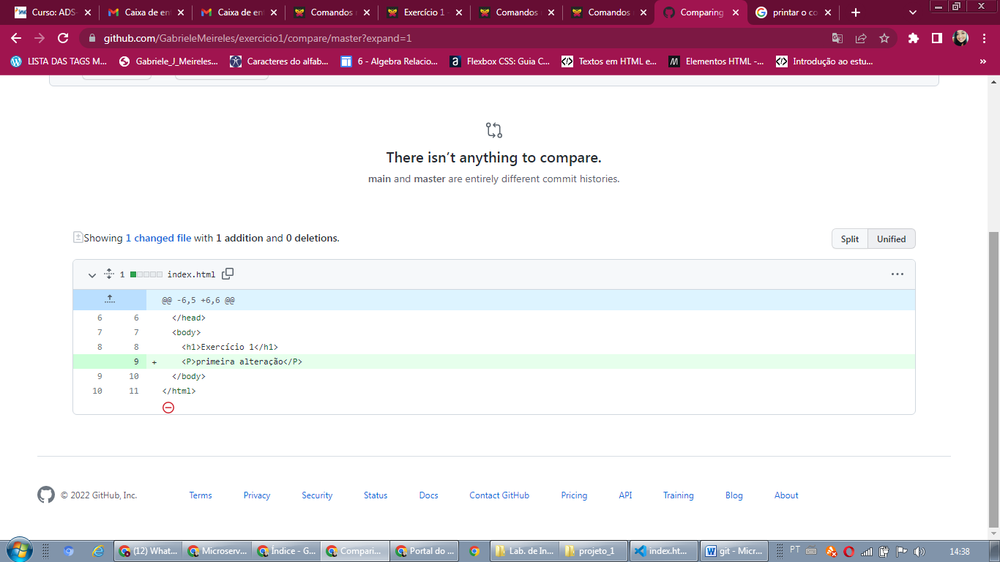 Curso: ADS-
Caixa de en
Caixa de en
Comandos
Exercício 1 -
Comandos
Comandos
Comparing
printar o co
github.com/GabrieleMeireles/exercicio1/compare/master?expand=1
LISTA DAS TAGS M...
Gabriele_J_Meireles...
Caracteres do alfab...
6 - Algebra Relacio...
Flexbox CSS: Guia C...
Textos em HTML e...
Elementos HTML -...
Introdução ao estu...
»
There isn't anything to compare.
main and master are entirely different commit histories.
Showing 1 changed file with 1 addition and 0 deletions.
Split
Unified
1
index.html
@@ -6,5 +6,6 @@
6 6 </head>
7 7 <body>
8 8 <h1>Exercício 1</h1>
9 + <P>primeira alteração</P>
9 10 </body>
10 11 </html>
© 2022 GitHub, Inc.
Terms
Privacy
Security
Status
Docs
Contact GitHub
Pricing
API
Training
Blog
About
(12) What...
Microserv...
Índice - G...
Compari...
Portal do ...
Lab. de In...
projeto_1
index.ht...
git - Micr...
PT
14:38